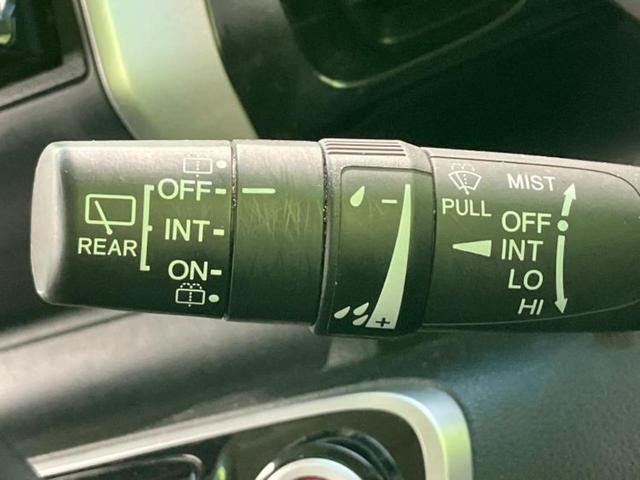 REAR
OFF
INT
ON
−
+
PULL
MIST
OFF
INT
LO
HI